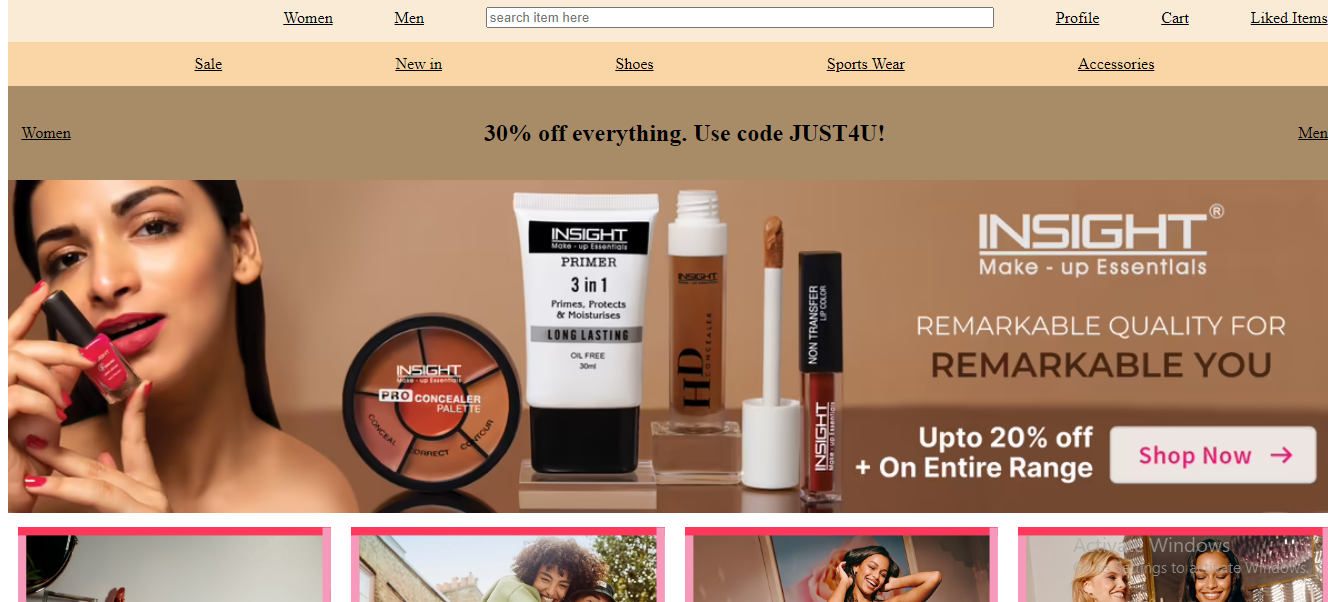 Women Men search item here Profile Cart Liked Items
Sale New in Shoes Sports Wear Accessories
Women 30% off everything. Use code JUST4U! Men
INSIGHT
Make - up Essentials
PRIMER
3 in 1
Primes, Protects
& Moisturises
LONG LASTING
OIL FREE
30ml
INSIGHT
Make - up Essentials
PRO CONCEALER
PALETTE
CONCEAL
CORRECT
CONTOUR
INSIGHT
HD
CONCEALER
NON TRANSFER
LIP COLOR
INSIGHT
Make - up Essentials
INSIGHT®
Make - up Essentials
REMARKABLE QUALITY FOR
REMARKABLE YOU
Upto 20% off
+ On Entire Range
Shop Now →
Activate Windows
Go to Settings to activate Windows.